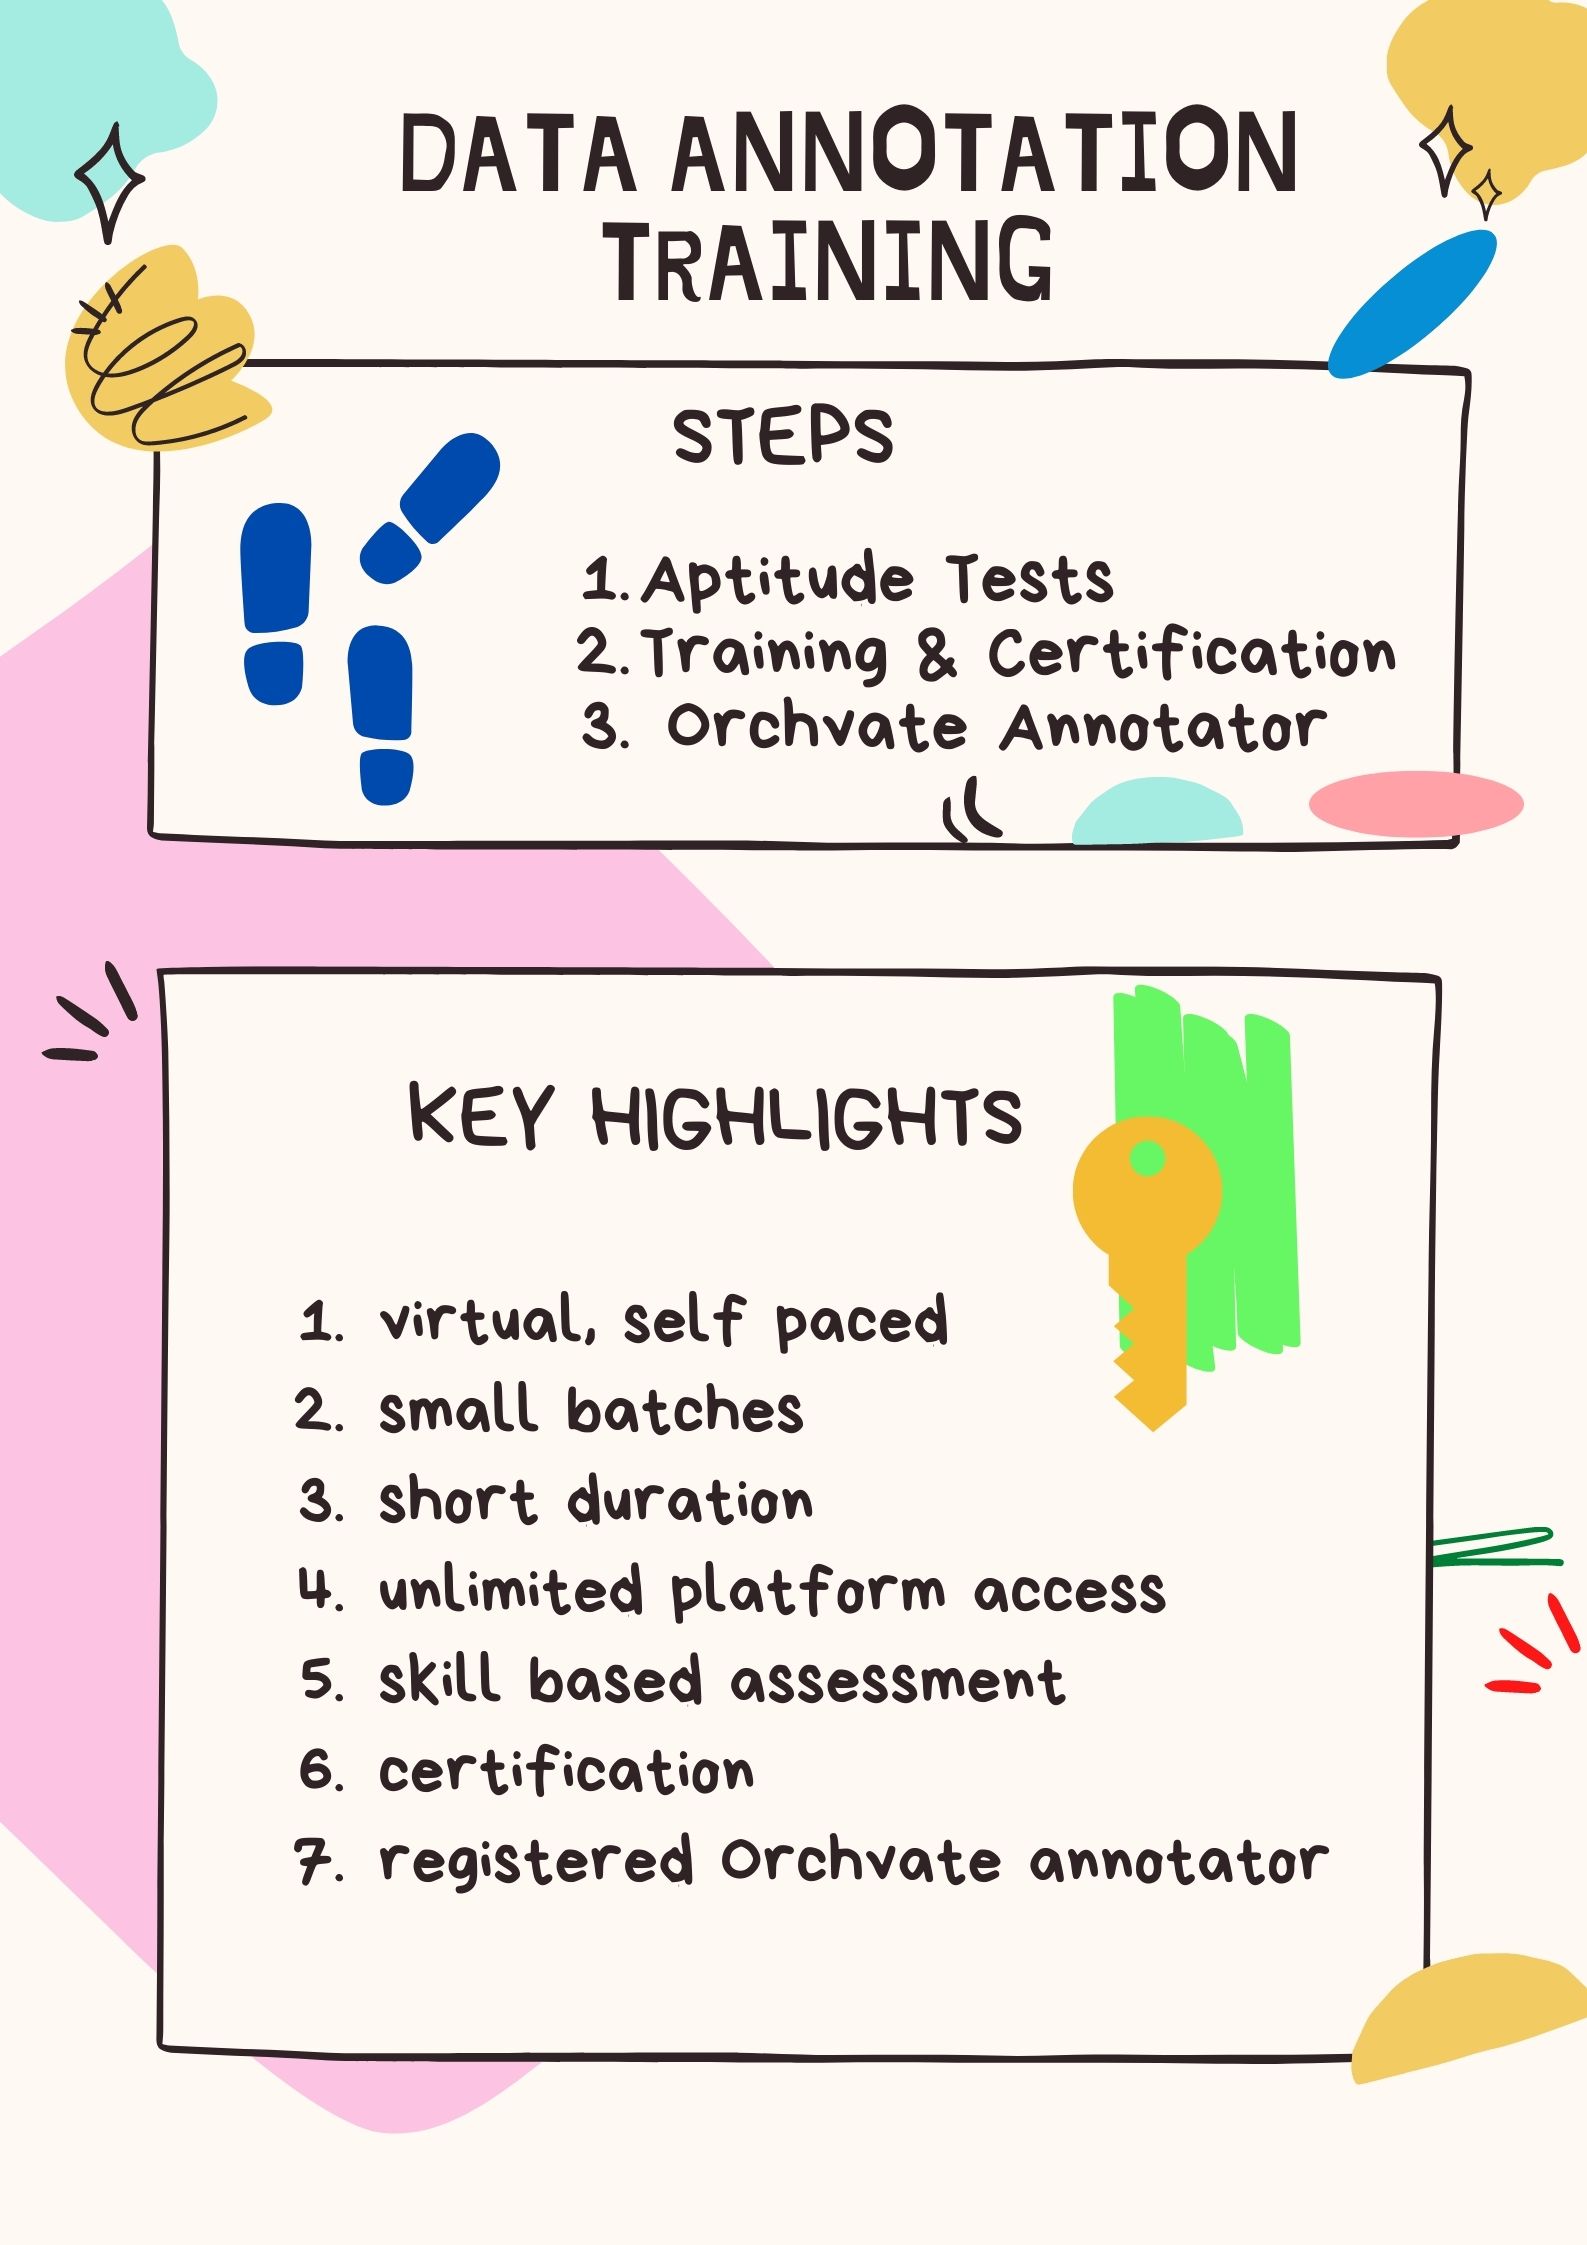 DATA ANNOTATION
TRAINING
STEPS
1. Aptitude Tests
2. Training & Certification
3. Orchvate Annotator
KEY HIGHLIGHTS
1. virtual, self paced
2. small batches
3. short duration
4. unlimited platform access
5. skill based assessment
6. certification
7. registered Orchvate annotator